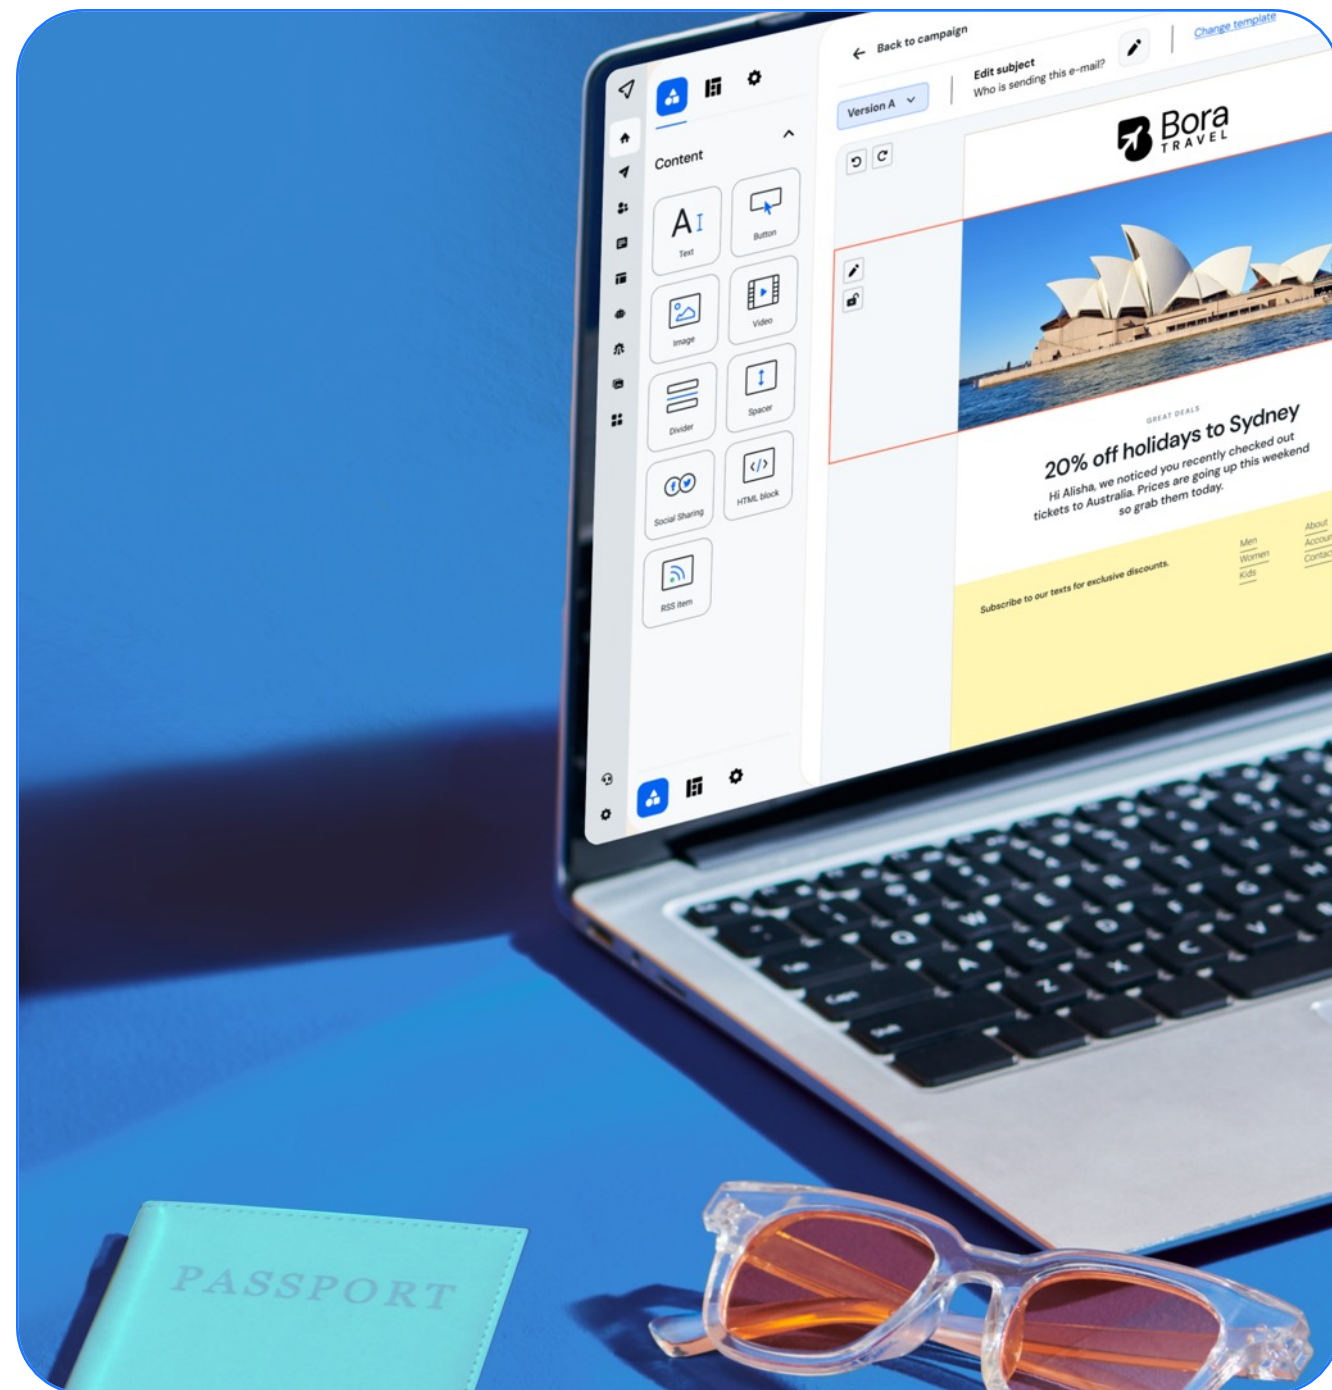 Back to campaign
Version A
Edit subject
Who is sending this e-mail?
Change template
Content
Text
Button
Image
Video
Divider
Spacer
Social Sharing
HTML block
RSS item
Bora
TRAVEL
GREAT DEALS
20% off holidays to Sydney
Hi Alisha, we noticed you recently checked out
tickets to Australia. Prices are going up this weekend
so grab them today.
Subscribe to our texts for exclusive discounts.
Men
Women
Kids
About
Contact
Q W E R T Y
A S D F G H
Caps
Z X C V B
Shift
PASSPORT